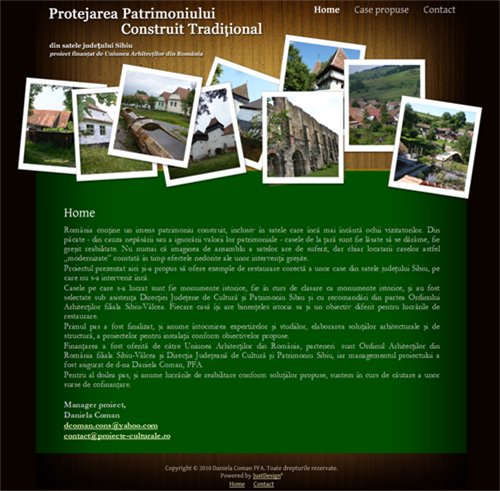 Protejarea Patrimoniului
Construit Tradițional
Home Case propuse Contact
din satele județului Sibiu
proiect finanțat de Uniunea Arhitecților din România
Home
România conține un imens patramoniu construit, inclusiv în satele care încă mai încântă ochii vizitatorilor. Din
păcate - din cauza nepăsării sau a ignorării valorii lor patrimoniale - casele de la țară sunt fie lăsate să se dărâme, fie
greșit reabilitate. Nu numai că imaginea de ansamblu a satelor are de suferit, dar chiar locatarii caselor astfel
„modernizate" constată în timp efectele nedorite ale unor intervenții greșite.
Proiectul prezentat aici și-a propus să ofere exemple de restaurare corectă a unor case din satele județului Sibiu, pe
care nu s-a intervenit încă.
Casele pe care s-a lucrat sunt fie monumente istorice, fie în curs de clasare ca monumente istorice, și au fost
selectate sub asistența Direcției Județene de Cultură și Patrimoniu Sibiu și cu recomandări din partea Ordinului
Arhitecților filiala Sibiu-Vâlcea. Fiecare casă își are bineînțeles istoria sa și un obiectiv diferit pentru lucrările de
restaurare.
Primul pas a fost finalizat, și anume întocmirea expertizelor și studiilor, elaborarea soluțiilor arhitecturale și de
structură, a proiectelor pentru instalații conform obiectivelor propuse.
Finanțarea a fost oferită de către Uniunea Arhitecților din România, parteneri sunt Ordinul Arhitecților din
România filiala Sibiu-Vâlcea și Direcția Județeană de Cultură și Patrimoniu Sibiu, iar managementul proiectului a
fost asigurat de d-na Daniela Coman, PFA.
Pentru al doilea pas, și anume lucrările de reabilitare conform soluțiilor propuse, suntem în curs de căutare a unor
surse de cofinanțare.
Manager proiect,
Daniela Coman
dcoman.cons@yahoo.com
contact@proiecte-culturale.ro
Copyright © 2010 Daniela Coman PFA. Toate drepturile rezervate.
Powered by JustDesign®
Home Contact